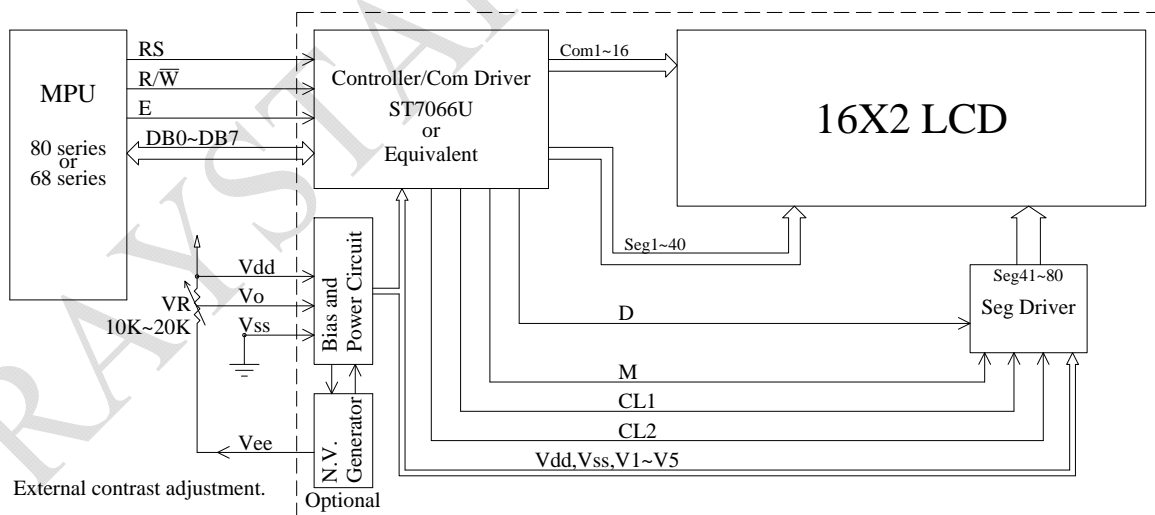 RS
R/W̅
E
DB0~DB7
MPU
80 series
or
68 series
Controller/Com Driver
ST7066U
or
Equivalent
Com1~16
16X2 LCD
Seg1~40
Seg41~80
Seg Driver
Vdd
Vo
Vss
VR
10K~20K
Bias and
Power Circuit
D
M
CL1
CL2
Vdd,Vss,V1~V5
Vee
N.V.
Generator
Optional
External contrast adjustment.
RAYSTAR